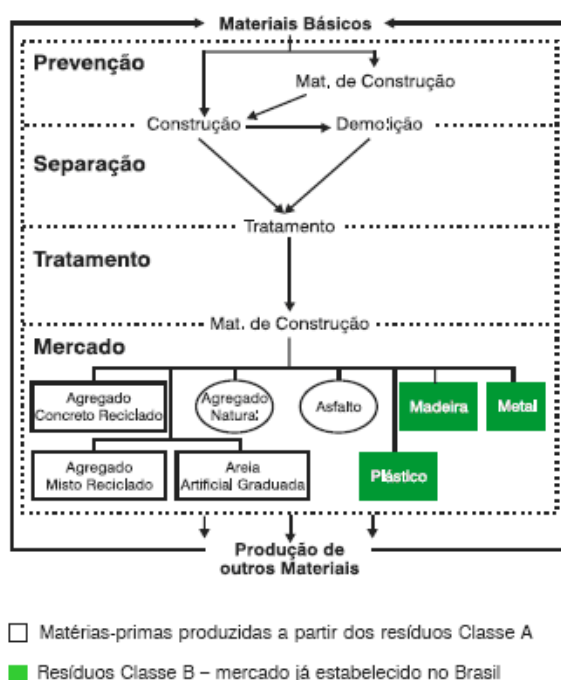 Materiais Básicos
Prevenção
Mat. de Construção
Construção
Demolição
Separação
Tratamento
Tratamento
Mat. de Construção
Mercado
Agregado
Concreto Reciclado
Agregado
Natural
Asfalto
Madeira
Metal
Agregado
Misto Reciclado
Areia
Artificial Graduada
Plástico
Produção de
outros Materiais
Matérias-primas produzidas a partir dos resíduos Classe A
Resíduos Classe B – mercado já estabelecido no Brasil